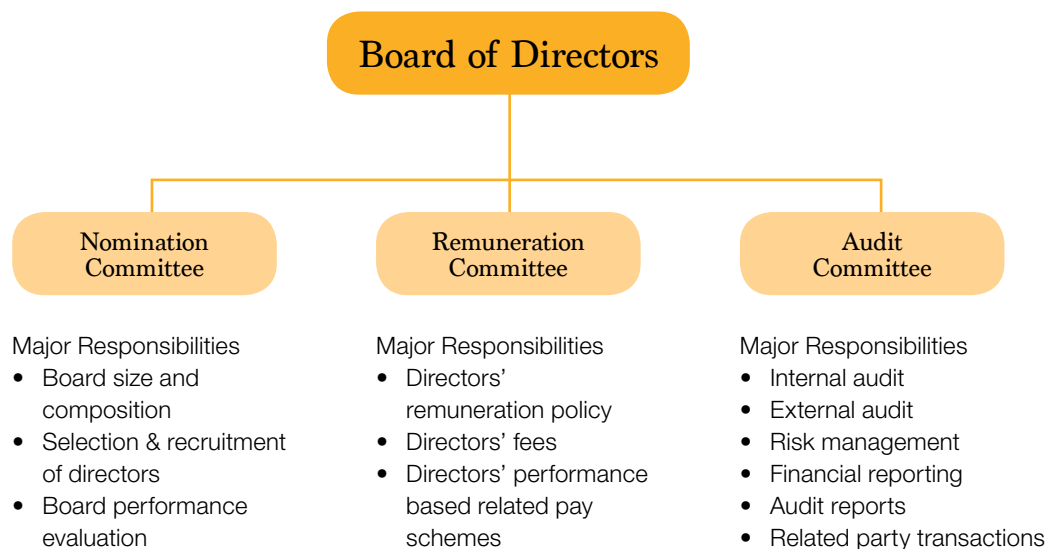 Board of Directors
Nomination
Committee
Remuneration
Committee
Audit
Committee
Major Responsibilities
• Board size and
composition
• Selection & recruitment
of directors
• Board performance
evaluation
Major Responsibilities
• Directors’
remuneration policy
• Directors’ fees
• Directors’ performance
based related pay
schemes
Major Responsibilities
• Internal audit
• External audit
• Risk management
• Financial reporting
• Audit reports
• Related party transactions